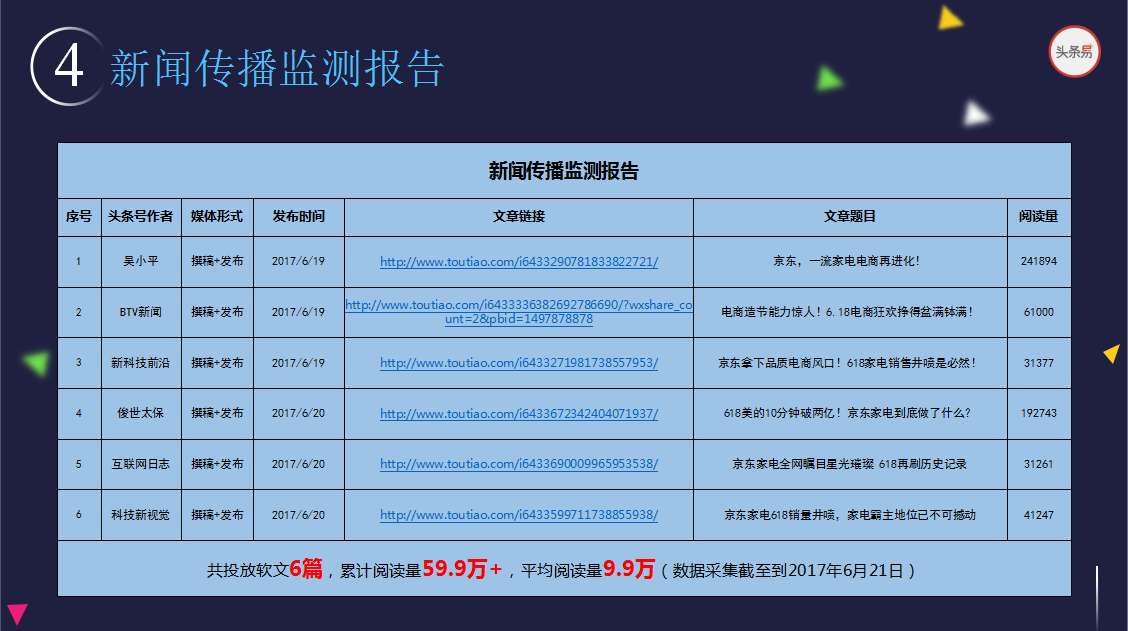 4 新闻传播监测报告
头条易
新闻传播监测报告
序号 头条号作者 媒体形式 发布时间 文章链接 文章题目 阅读量
1 吴小平 撰稿+发布 2017/6/19 http://www.toutiao.com/i6433290781833822721/ 京东，一流家电电商再进化！ 241894
2 BTV新闻 撰稿+发布 2017/6/19 http://www.toutiao.com/i6433336382692786690/?wxshare_co
unt=2&pbid=1497878878 电商造节能力惊人！6.18电商狂欢挣得盆满钵满！ 61000
3 新科技前沿 撰稿+发布 2017/6/19 http://www.toutiao.com/i6433271981738557953/ 京东拿下品质电商风口！618家电销售井喷是必然！ 31377
4 俊世太保 撰稿+发布 2017/6/20 http://www.toutiao.com/i6433672342404071937/ 618美的10分钟破两亿！京东家电到底做了什么？ 192743
5 互联网日志 撰稿+发布 2017/6/20 http://www.toutiao.com/i6433690009965953538/ 京东家电全网瞩目星光璀璨 618再刷历史记录 31261
6 科技新视觉 撰稿+发布 2017/6/20 http://www.toutiao.com/i6433599711738855938/ 京东家电618销量井喷，家电霸主地位已不可撼动 41247
共投放软文6篇，累计阅读量59.9万+，平均阅读量9.9万（数据采集截至到2017年6月21日）